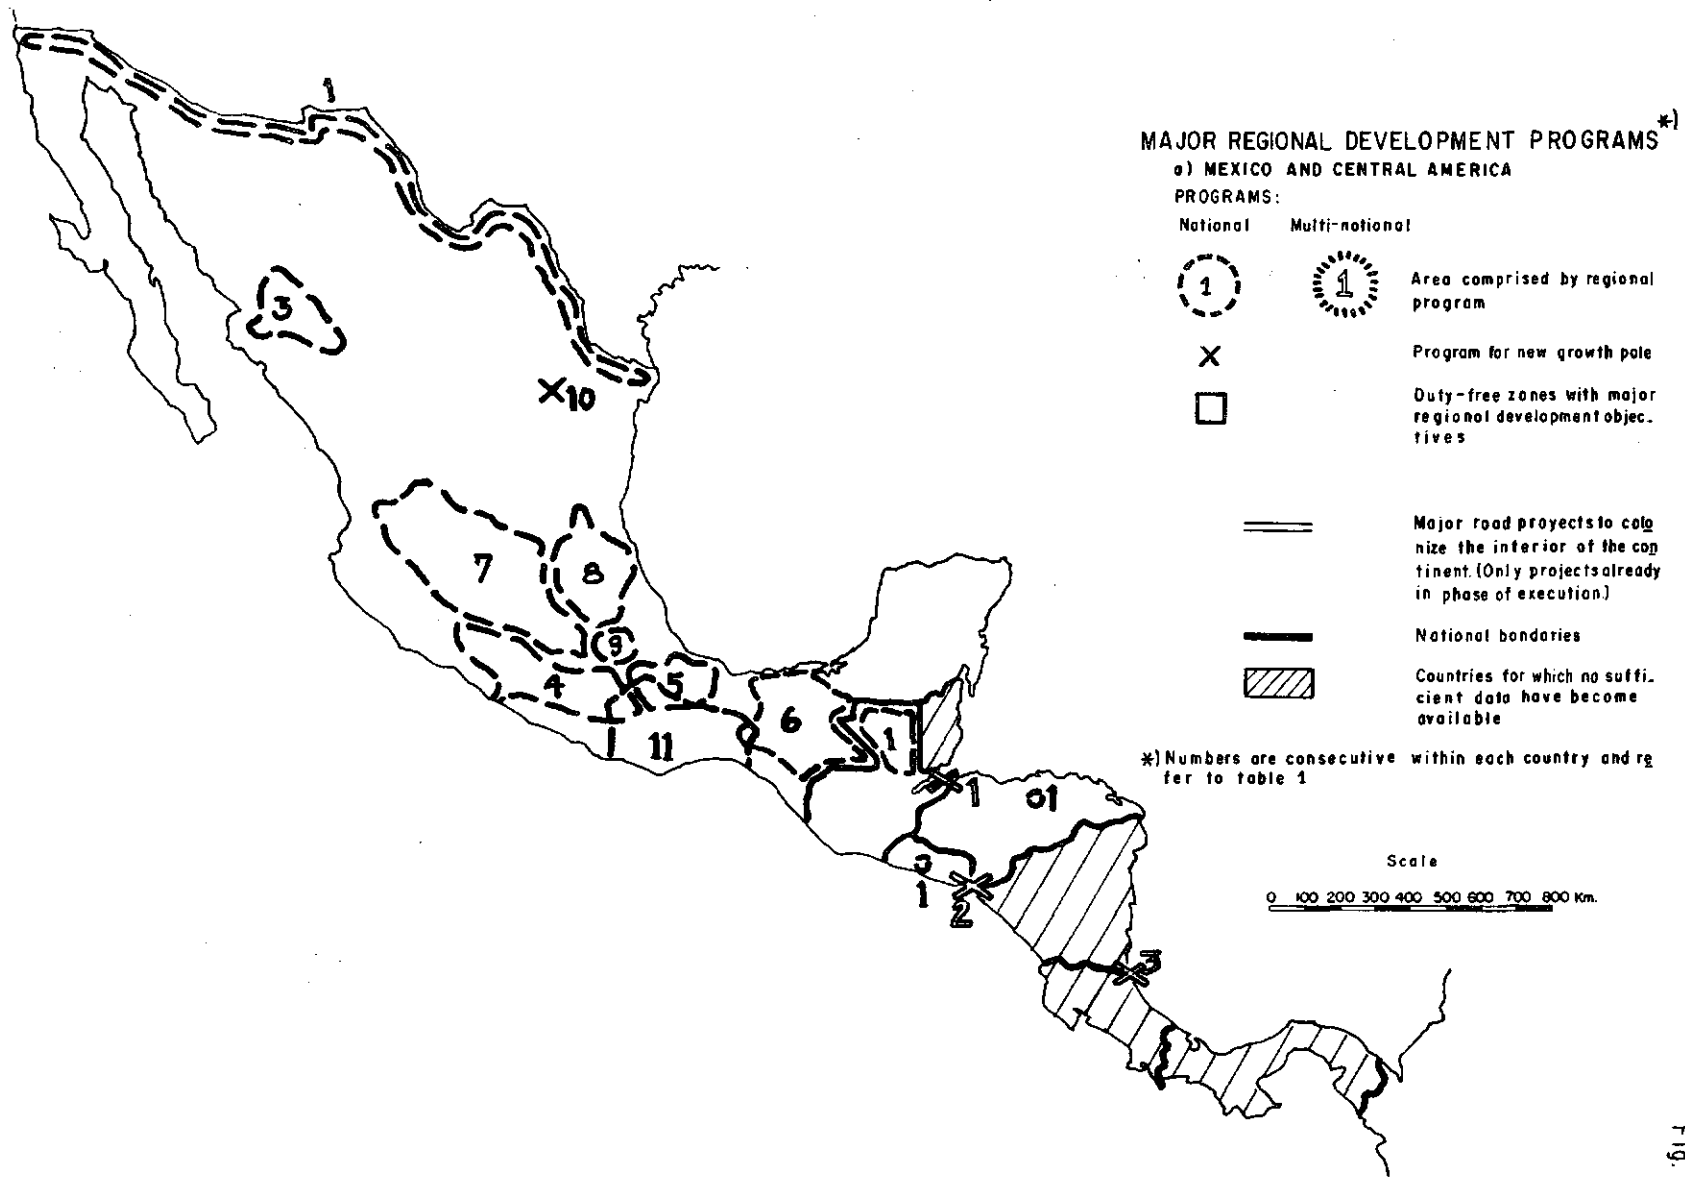 MAJOR REGIONAL DEVELOPMENT PROGRAMS*)
a) MEXICO AND CENTRAL AMERICA
PROGRAMS:
National Multi-national
1 1 Area comprised by regional
program
Program for new growth pole
Duty-free zones with major
regional development objec-
tives
Major road proyects to colo
nize the interior of the con
tinent. (Only projects already
in phase of execution.)
National bondaries
Countries for which no suffi-
cient data have become
available
*) Numbers are consecutive within each country and re
fer to table 1
Scale
0 100 200 300 400 500 600 700 800 Km.
1
3
10
7
8
9
4
5
6
1
11
1
1
1
2
3
Fig.